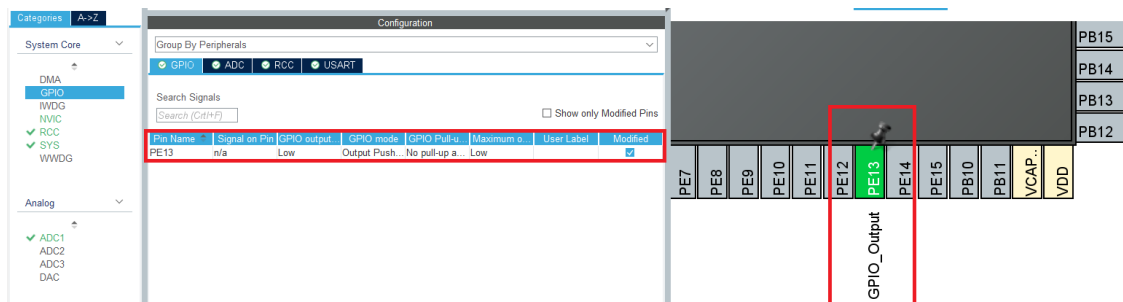 Categories A->Z
System Core
DMA
GPIO
IWDG
NVIC
RCC
SYS
WWDG
Analog
ADC1
ADC2
ADC3
DAC
Configuration
Group By Peripherals
GPIO ADC RCC USART
Search Signals
Search (Crtl+F) Show only Modified Pins
Pin Name Signal on Pin GPIO output... GPIO mode GPIO Pull-u... Maximum o... User Label Modified
PE13 n/a Low Output Push... No pull-up a... Low
PB15
PB14
PB13
PB12
PE7
PE8
PE9
PE10
PE11
PE12
PE13
PE14
PE15
PB10
PB11
VCAP..
VDD
GPIO_Output